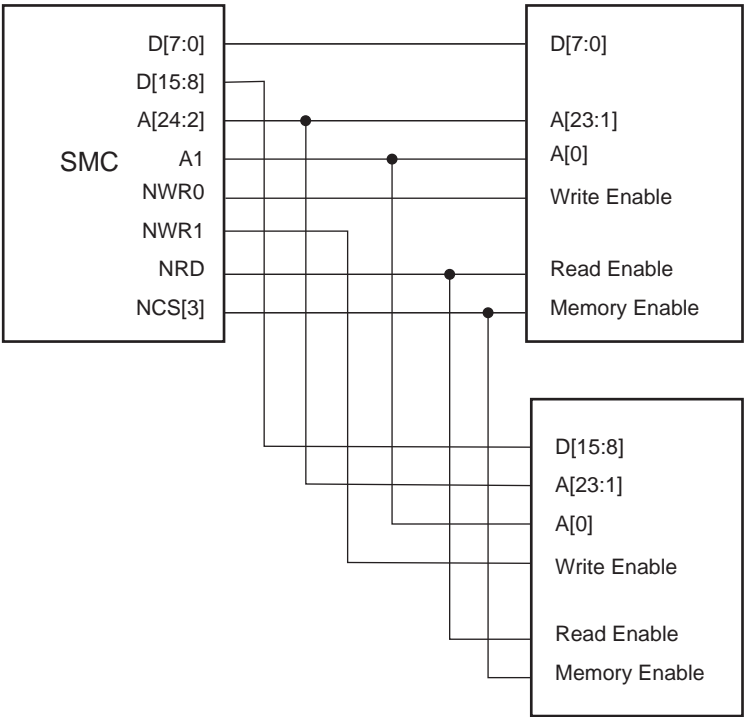 D[7:0]
D[15:8]
A[24:2]
SMC A1
NWR0
NWR1
NRD
NCS[3]
D[7:0]
A[23:1]
A[0]
Write Enable
Read Enable
Memory Enable
D[15:8]
A[23:1]
A[0]
Write Enable
Read Enable
Memory Enable